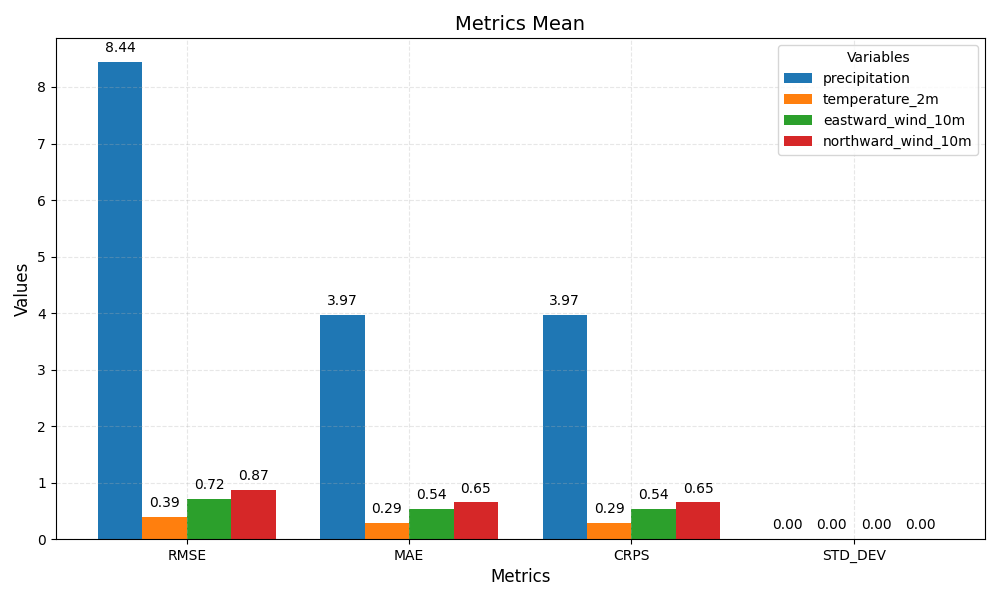 Metrics Mean
Variables
precipitation
temperature_2m
eastward_wind_10m
northward_wind_10m
Values
8
7
6
5
4
3
2
1
0
8.44
0.39
0.72
0.87
3.97
0.29
0.54
0.65
3.97
0.29
0.54
0.65
0.00
0.00
0.00
0.00
RMSE
MAE
CRPS
STD_DEV
Metrics